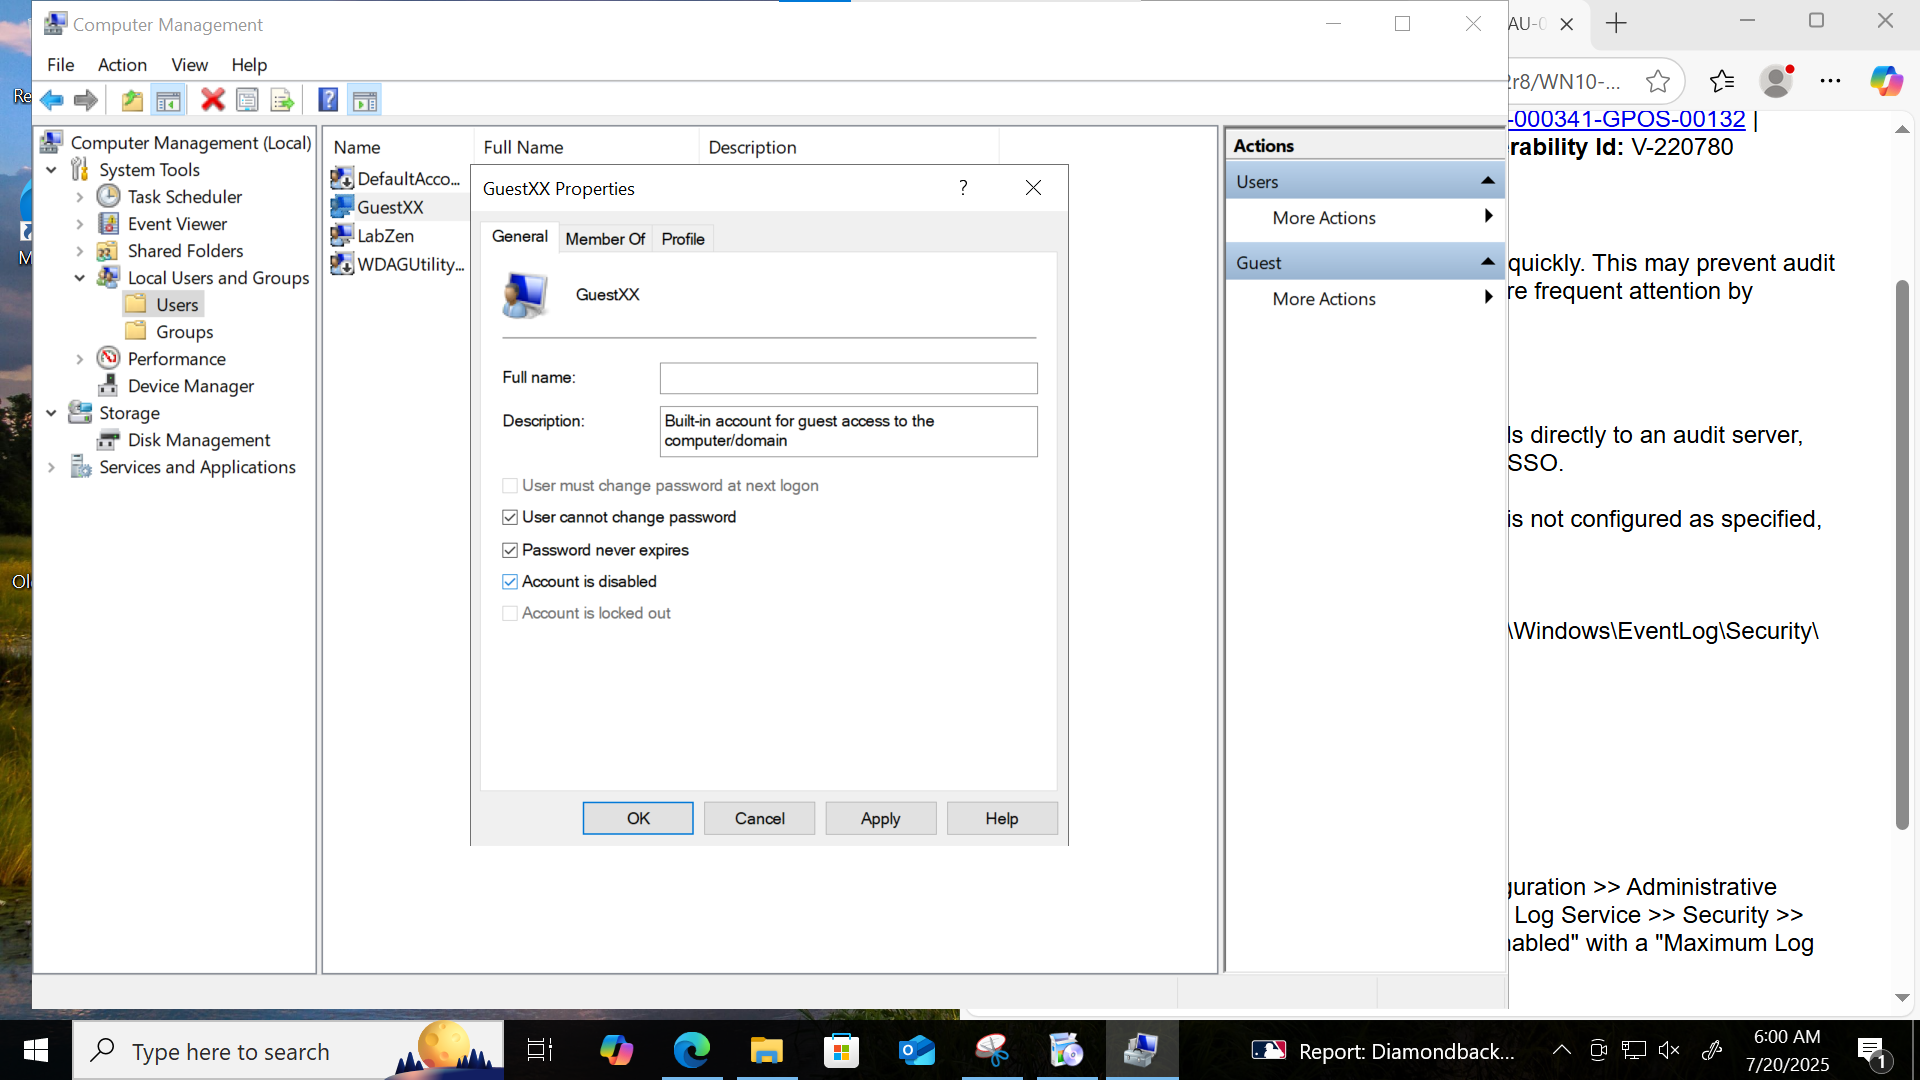 Computer Management
File Action View Help
Computer Management (Local)
System Tools
Task Scheduler
Event Viewer
Shared Folders
Local Users and Groups
Users
Groups
Performance
Device Manager
Storage
Disk Management
Services and Applications
Name Full Name Description
DefaultAcco...
GuestXX
LabZen
WDAGUtility...
GuestXX Properties
?
General Member Of Profile
GuestXX
Full name:
Description:
Built-in account for guest access to the
computer/domain
User must change password at next logon
User cannot change password
Password never expires
Account is disabled
Account is locked out
OK Cancel Apply Help
Actions
Users
More Actions
Guest
More Actions
AU-0
r8/WN10-...
-000341-GPOS-00132 |
rability Id: V-220780
quickly. This may prevent audit
re frequent attention by
ls directly to an audit server,
SSO.
is not configured as specified,
\Windows\EventLog\Security\
guration >> Administrative
Log Service >> Security >>
nabled" with a "Maximum Log
Re
M
Ol
Type here to search
Report: Diamondback...
6:00 AM
7/20/2025
1